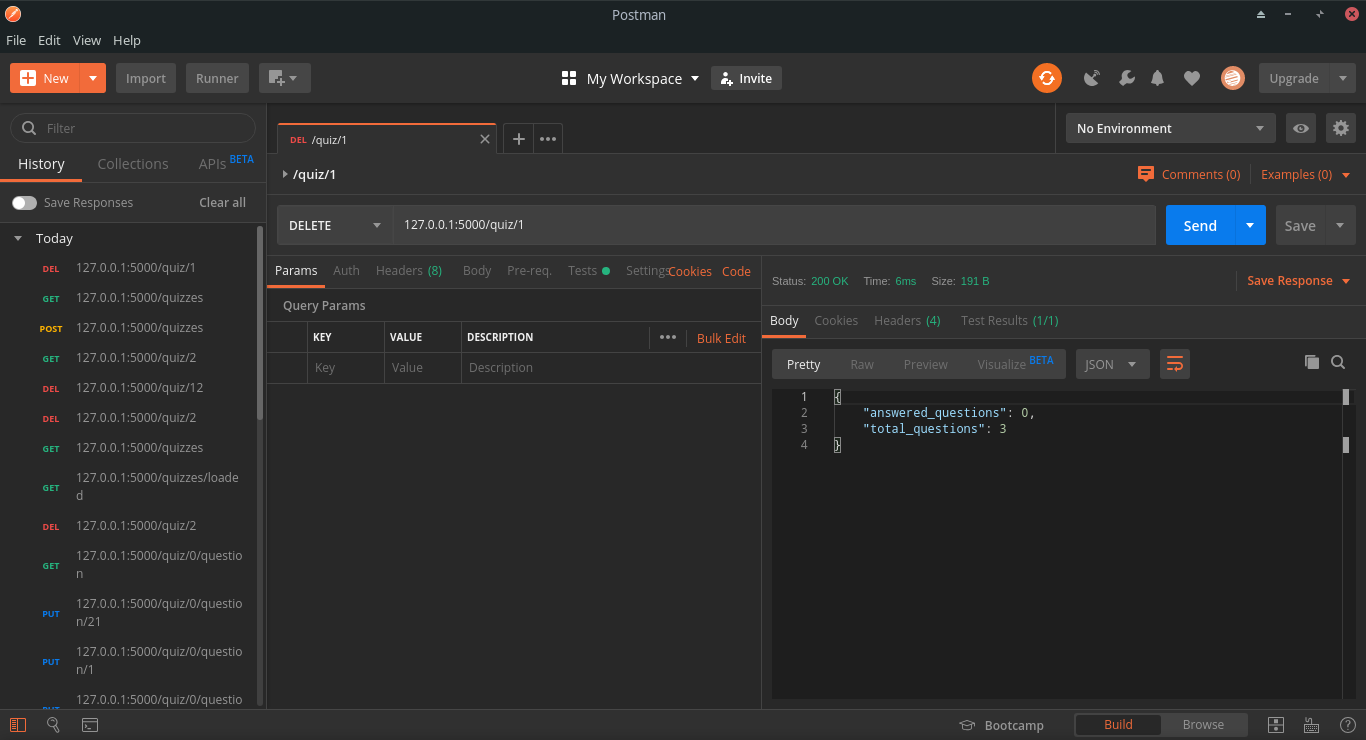 Postman
File Edit View Help
New Import Runner My Workspace Invite Upgrade
Filter
History Collections APIs BETA
Save Responses Clear all
Today
DEL 127.0.0.1:5000/quiz/1
GET 127.0.0.1:5000/quizzes
POST 127.0.0.1:5000/quizzes
GET 127.0.0.1:5000/quiz/2
DEL 127.0.0.1:5000/quiz/12
DEL 127.0.0.1:5000/quiz/2
GET 127.0.0.1:5000/quizzes
GET 127.0.0.1:5000/quizzes/loade
d
DEL 127.0.0.1:5000/quiz/2
GET 127.0.0.1:5000/quiz/0/questio
n
PUT 127.0.0.1:5000/quiz/0/questio
n/21
PUT 127.0.0.1:5000/quiz/0/questio
n/1
PUT 127.0.0.1:5000/quiz/0/questio
DEL /quiz/1
No Environment
/quiz/1
Comments (0) Examples (0)
DELETE 127.0.0.1:5000/quiz/1 Send Save
Params Auth Headers (8) Body Pre-req. Tests Settings Cookies Code
Query Params
KEY VALUE DESCRIPTION ••• Bulk Edit
Key Value Description
Status: 200 OK Time: 6ms Size: 191 B Save Response
Body Cookies Headers (4) Test Results (1/1)
Pretty Raw Preview Visualize BETA JSON
1 {
2 "answered_questions": 0,
3 "total_questions": 3
4 }
Bootcamp Build Browse